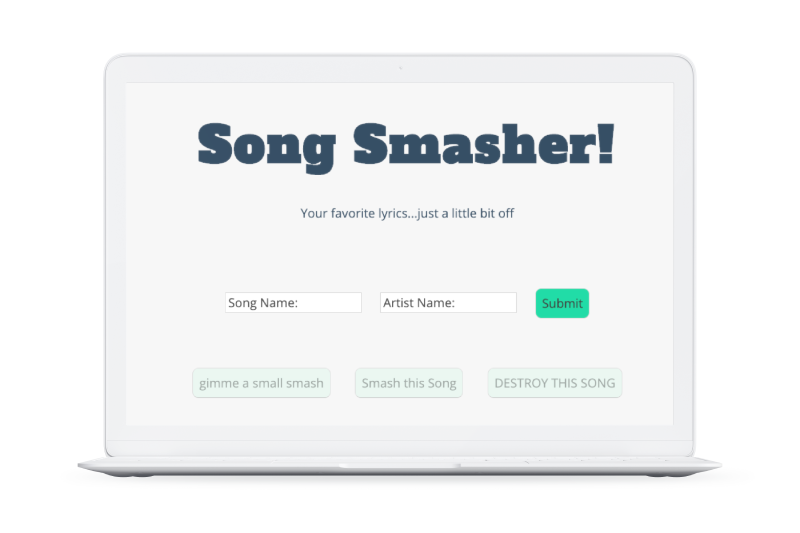 Song Smasher!
Your favorite lyrics...just a little bit off
Song Name: Artist Name: Submit
gimme a small smash Smash this Song DESTROY THIS SONG